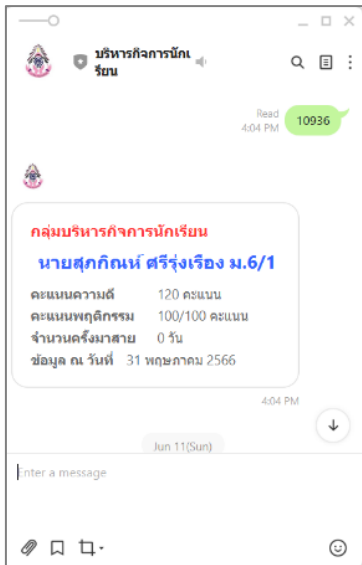 บริหารกิจการนักเ
รียน
Read
4:04 PM
10936
กลุ่มบริหารกิจการนักเรียน
นายสุภกิณห์ ศรีรุ่งเรือง ม.6/1
คะแนนความดี 120 คะแนน
คะแนนพฤติกรรม 100/100 คะแนน
จำนวนครั้งมาสาย 0 วัน
ข้อมูล ณ วันที่ 31 พฤษภาคม 2566
4:04 PM
Jun 11(Sun)
Enter a message